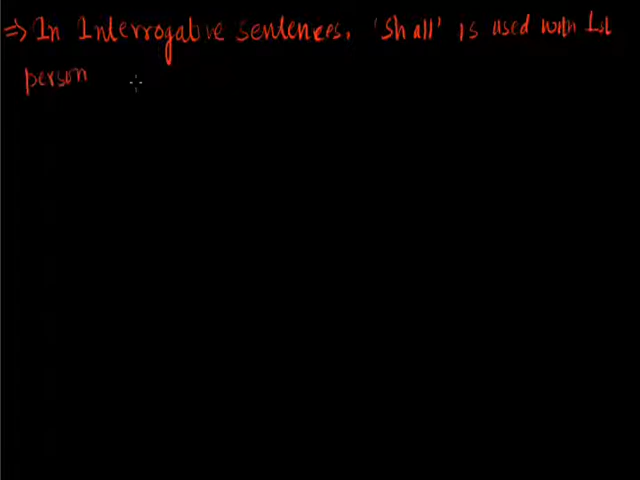 ⇒ In Interrogative sentences, 'shall' is used with 1st
person